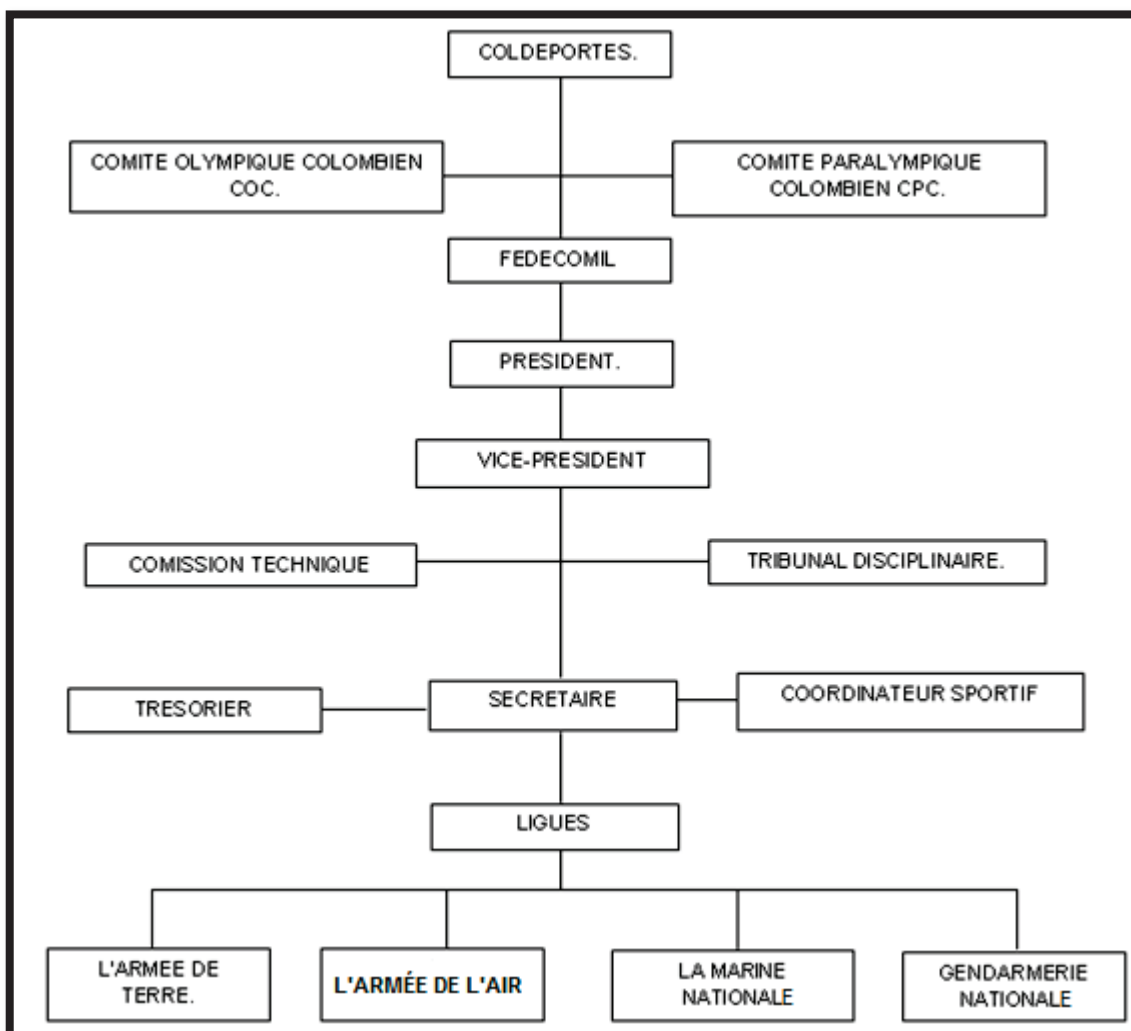 COLDEPORTES.
COMITE OLYMPIQUE COLOMBIEN
COC.
COMITE PARALYMPIQUE
COLOMBIEN CPC.
FEDECOMIL
PRESIDENT.
VICE-PRESIDENT
COMISSION TECHNIQUE
TRIBUNAL DISCIPLINAIRE.
TRESORIER
SECRETAIRE
COORDINATEUR SPORTIF
LIGUES
L'ARMEE DE
TERRE.
L'ARMÉE DE L'AIR
LA MARINE
NATIONALE
GENDARMERIE
NATIONALE